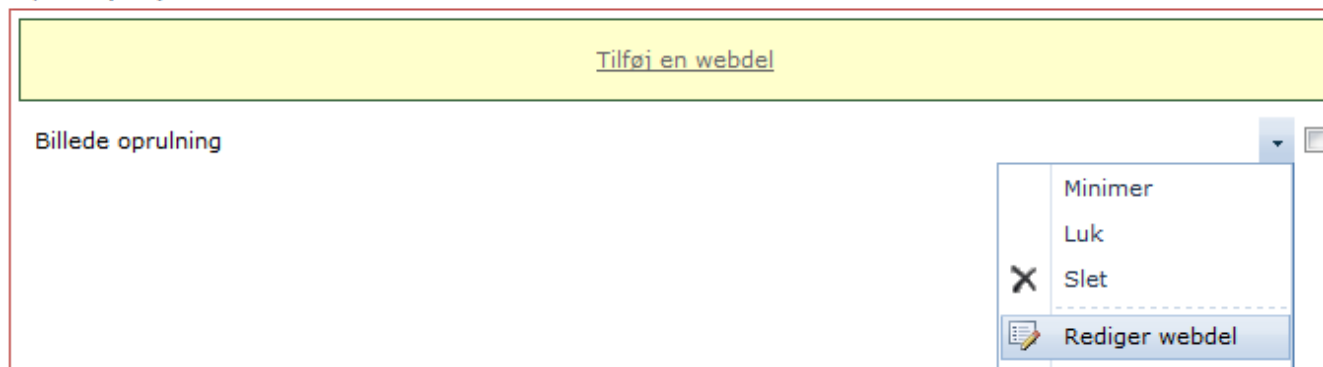 Tilføj en webdel
Billede oprulning
Minimer
Luk
Slet
Rediger webdel